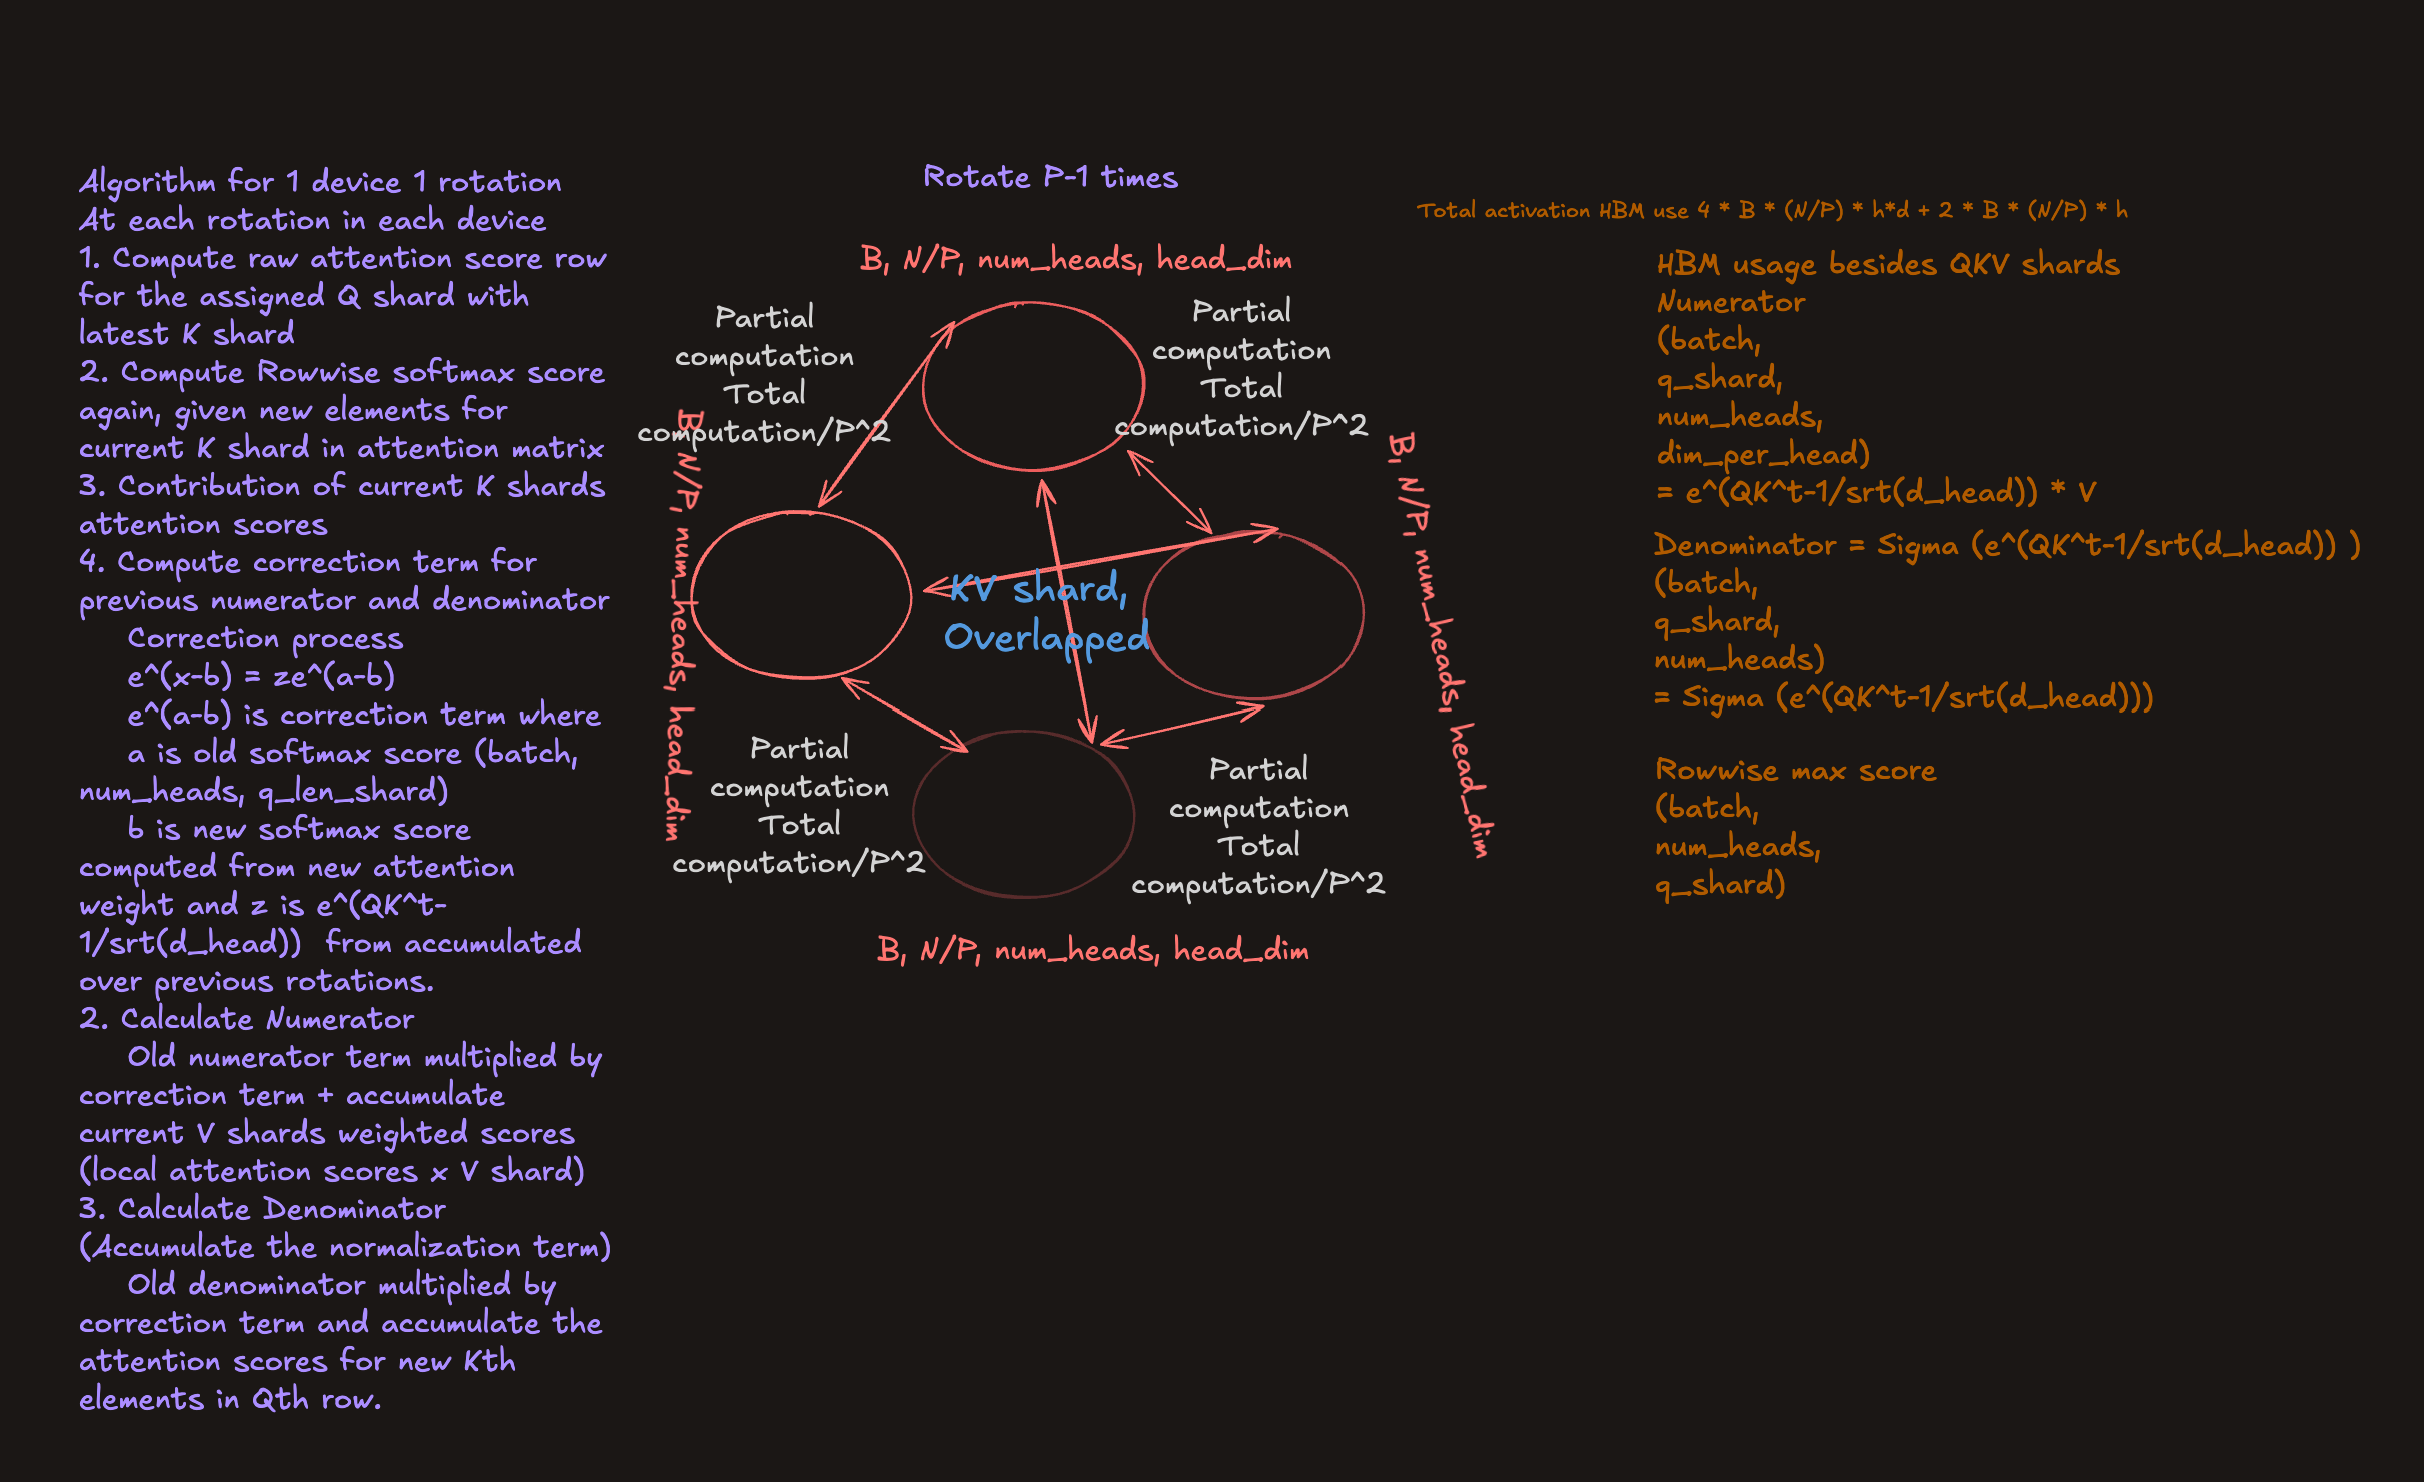 Algorithm for 1 device 1 rotation
At each rotation in each device
1. Compute raw attention score row
for the assigned Q shard with
latest K shard
2. Compute Rowwise softmax score
again, given new elements for
current K shard in attention matrix
3. Contribution of current K shards
attention scores
4. Compute correction term for
previous numerator and denominator
Correction process
e^(x-b) = ze^(a-b)
e^(a-b) is correction term where
a is old softmax score (batch,
num_heads, q_len_shard)
b is new softmax score
computed from new attention
weight and z is e^(QK^t-
1/srt(d_head)) from accumulated
over previous rotations.
2. Calculate Numerator
Old numerator term multiplied by
correction term + accumulate
current V shards weighted scores
(local attention scores x V shard)
3. Calculate Denominator
(Accumulate the normalization term)
Old denominator multiplied by
correction term and accumulate the
attention scores for new Kth
elements in Qth row.
Rotate P-1 times
B, N/P, num_heads, head_dim
Partial
computation
Total
computation/P^2
Partial
computation
Total
computation/P^2
B, N/P, num_heads, head_dim
B, N/P, num_heads, head_dim
KV shard,
Overlapped
Partial
computation
Total
computation/P^2
Partial
computation
Total
computation/P^2
B, N/P, num_heads, head_dim
Total activation HBM use 4 * B * (N/P) * h*d + 2 * B * (N/P) * h
HBM usage besides QKV shards
Numerator
(batch,
q_shard,
num_heads,
dim_per_head)
= e^(QK^t-1/srt(d_head)) * V
Denominator = Sigma (e^(QK^t-1/srt(d_head)) )
(batch,
q_shard,
num_heads)
= Sigma (e^(QK^t-1/srt(d_head)))
Rowwise max score
(batch,
num_heads,
q_shard)